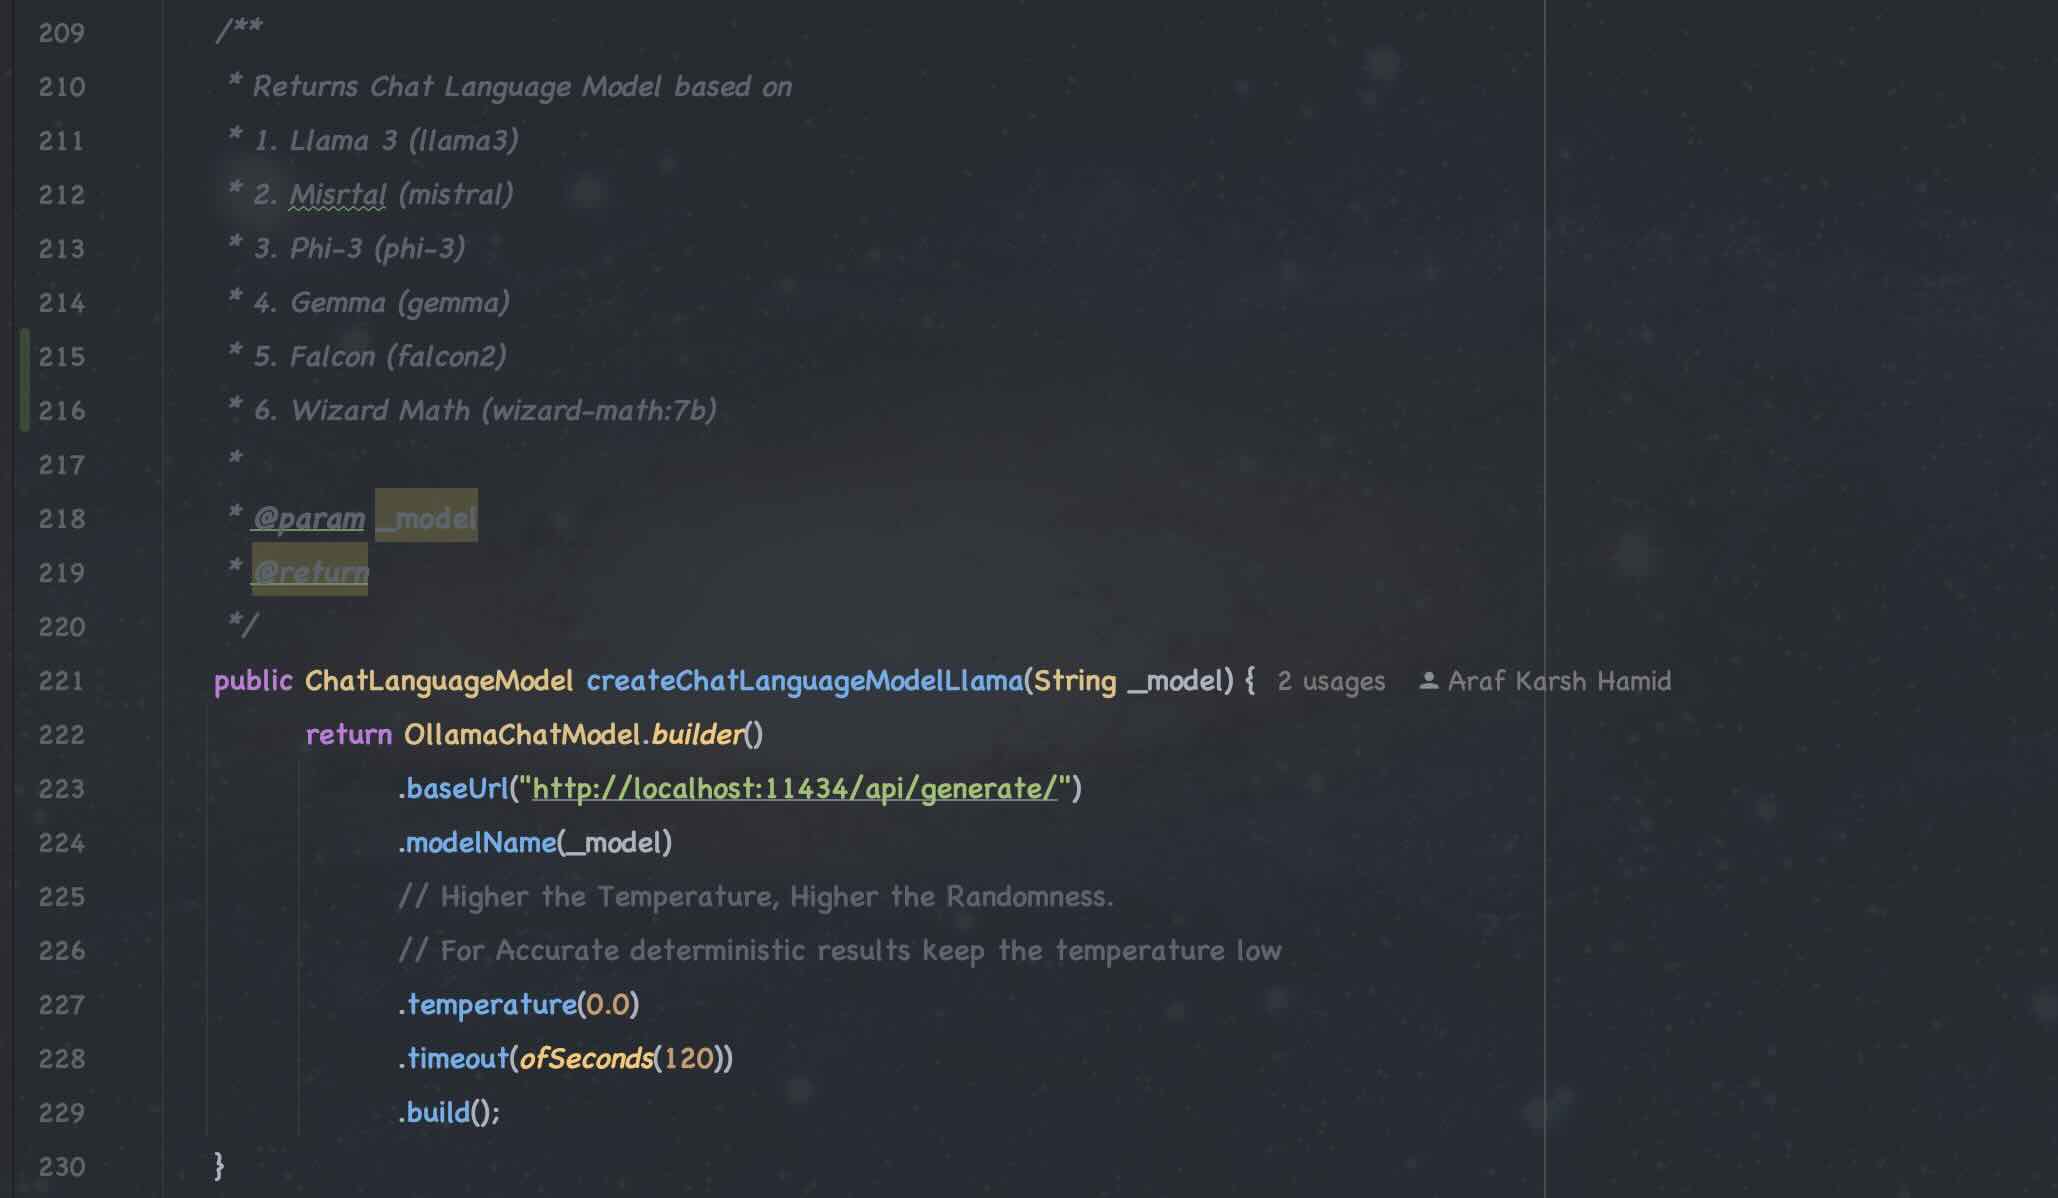 209 /**
210 * Returns Chat Language Model based on
211 * 1. Llama 3 (llama3)
212 * 2. Misrtal (mistral)
213 * 3. Phi-3 (phi-3)
214 * 4. Gemma (gemma)
215 * 5. Falcon (falcon2)
216 * 6. Wizard Math (wizard-math:7b)
217 *
218 * @param _model
219 * @return
220 */
221 public ChatLanguageModel createChatLanguageModelLlama(String _model) { 2 usages Araf Karsh Hamid
222 return OllamaChatModel.builder()
223 .baseUrl("http://localhost:11434/api/generate/")
224 .modelName(_model)
225 // Higher the Temperature, Higher the Randomness.
226 // For Accurate deterministic results keep the temperature low
227 .temperature(0.0)
228 .timeout(ofSeconds(120))
229 .build();
230 }